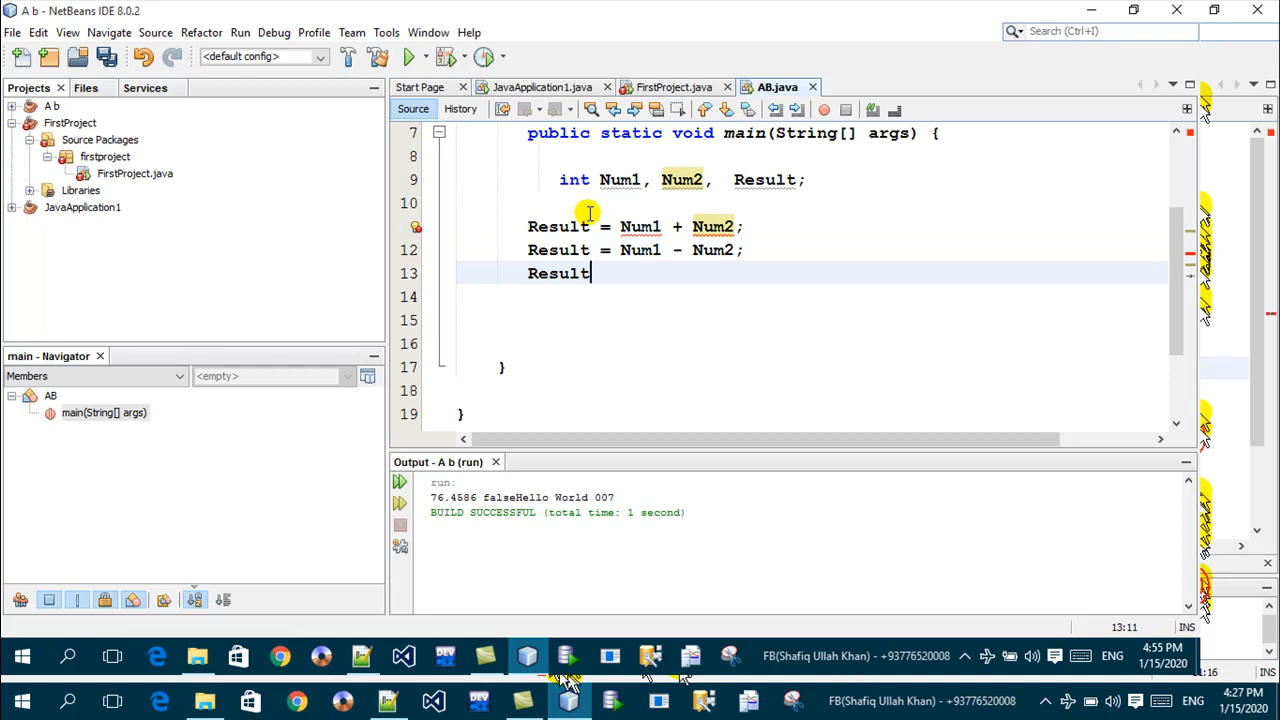 A b - NetBeans IDE 8.0.2
File Edit View Navigate Source Refactor Run Debug Profile Team Tools Window Help
Search (Ctrl+I)
<default config>
Projects Files Services
Start Page JavaApplication1.java FirstProject.java AB.java
Source History
A b
FirstProject
Source Packages
firstproject
FirstProject.java
Libraries
JavaApplication1
7 public static void main(String[] args) {
8
9 int Num1, Num2, Result;
10
Result = Num1 + Num2;
12 Result = Num1 - Num2;
13 Result
14
15
16
17 }
18
19 }
main - Navigator
Members <empty>
AB
main(String[] args)
Output - A b (run)
run:
76.4586 falseHello World 007
BUILD SUCCESSFUL (total time: 1 second)
13:11 INS
11:16 INS
FB(Shafiq Ullah Khan) - +93776520008 ENG 4:55 PM
1/15/2020
FB(Shafiq Ullah Khan) - +93776520008 ENG 4:27 PM
1/15/2020